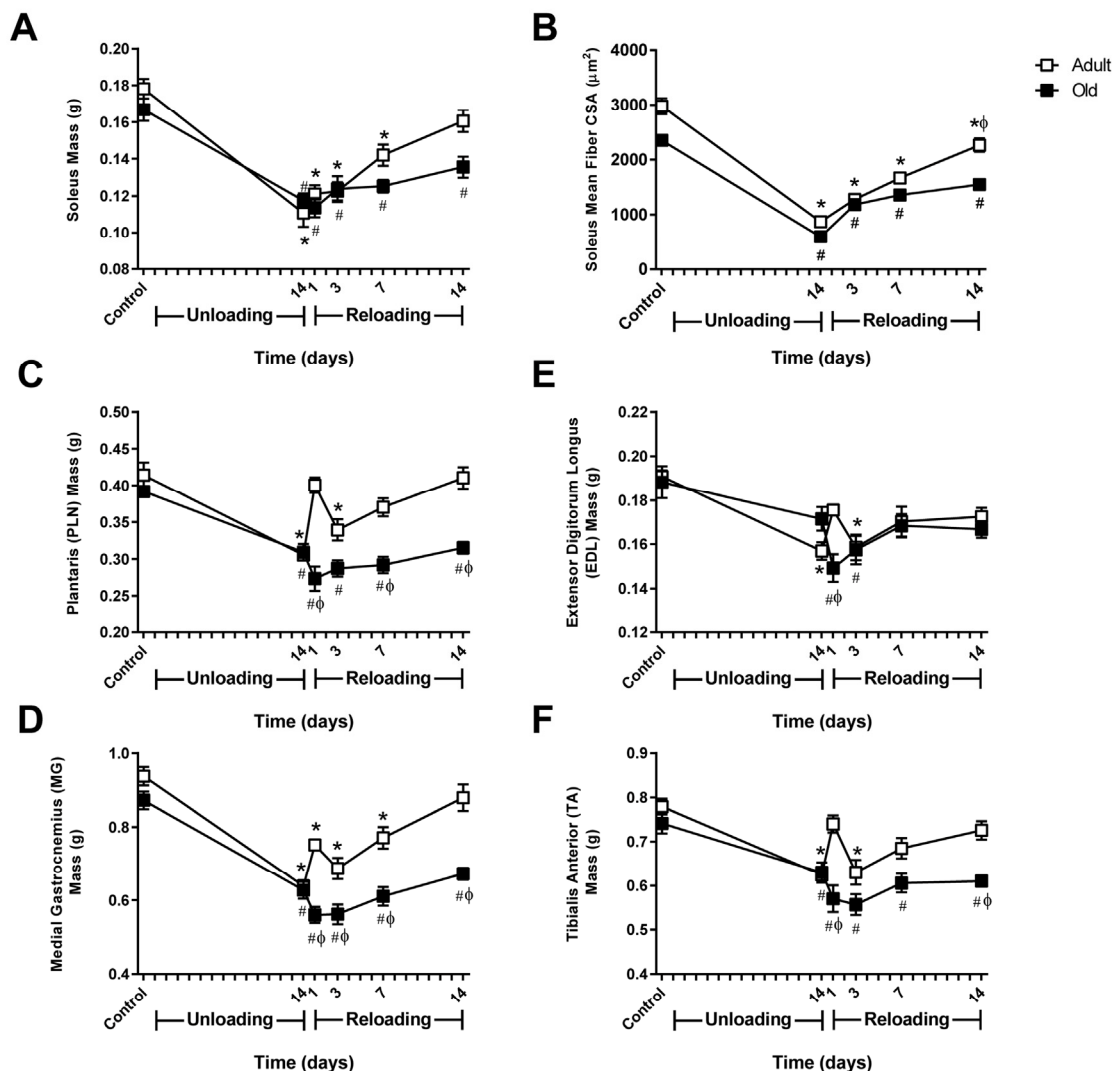 A
Soleus Mass (g)
0.20
0.18
0.16
0.14
0.12
0.10
0.08
*
*
*
*
#
#
#
#
#
Control
14
1
3
7
14
Unloading
Reloading
Time (days)
B
Soleus Mean Fiber CSA (μm²)
4000
3000
2000
1000
0
*
*
*
*ϕ
#
#
#
#
Control
14
3
7
14
Unloading
Reloading
Time (days)
Adult
Old
C
Plantaris (PLN) Mass (g)
0.50
0.45
0.40
0.35
0.30
0.25
0.20
*
*
#
#ϕ
#
#ϕ
#ϕ
Control
14
1
3
7
14
Unloading
Reloading
Time (days)
E
Extensor Digitorum Longus
(EDL) Mass (g)
0.22
0.20
0.18
0.16
0.14
0.12
*
*
#ϕ
#
Control
14
1
3
7
14
Unloading
Reloading
Time (days)
D
Medial Gastrocnemius (MG)
Mass (g)
1.0
0.8
0.6
0.4
*
*
*
*
#
#ϕ
#ϕ
#ϕ
#ϕ
Control
14
1
3
7
14
Unloading
Reloading
Time (days)
F
Tibialis Anterior (TA)
Mass (g)
0.9
0.8
0.7
0.6
0.5
0.4
*
*
#
#ϕ
#
#
#ϕ
Control
14
1
3
7
14
Unloading
Reloading
Time (days)